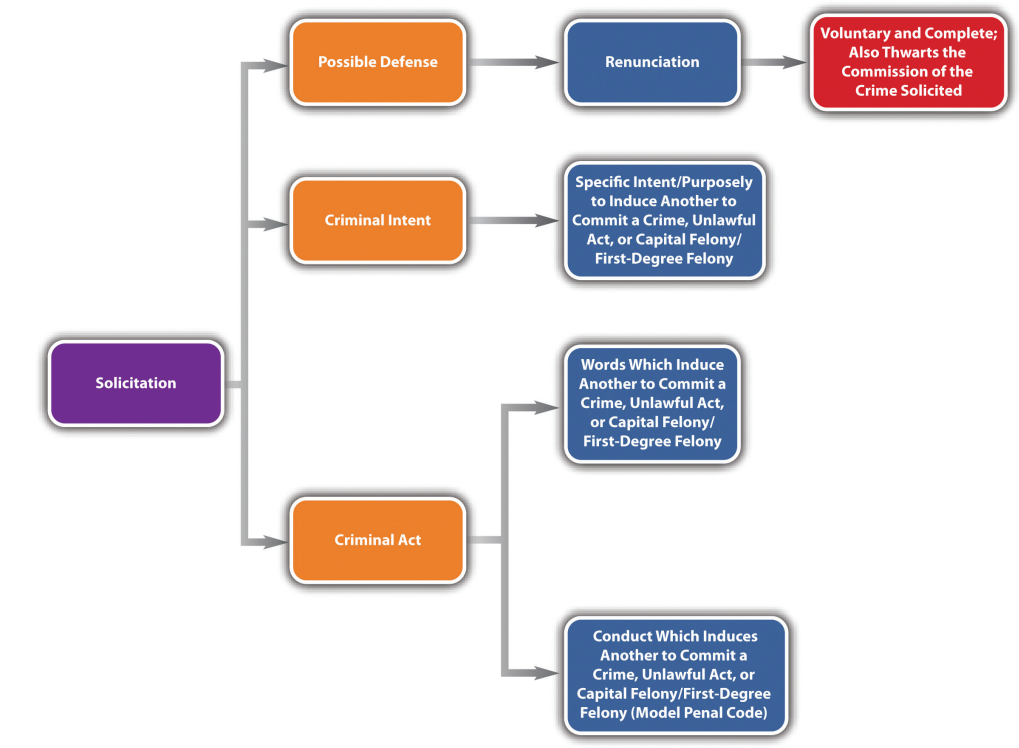 Possible Defense
Renunciation
Voluntary and Complete;
Also Thwarts the
Commission of the
Crime Solicited
Criminal Intent
Specific Intent/Purposely
to Induce Another to
Commit a Crime, Unlawful
Act, or Capital Felony/
First-Degree Felony
Solicitation
Words Which Induce
Another to Commit a
Crime, Unlawful Act,
or Capital Felony/
First-Degree Felony
Criminal Act
Conduct Which Induces
Another to Commit a
Crime, Unlawful Act, or
Capital Felony/First-Degree
Felony (Model Penal Code)